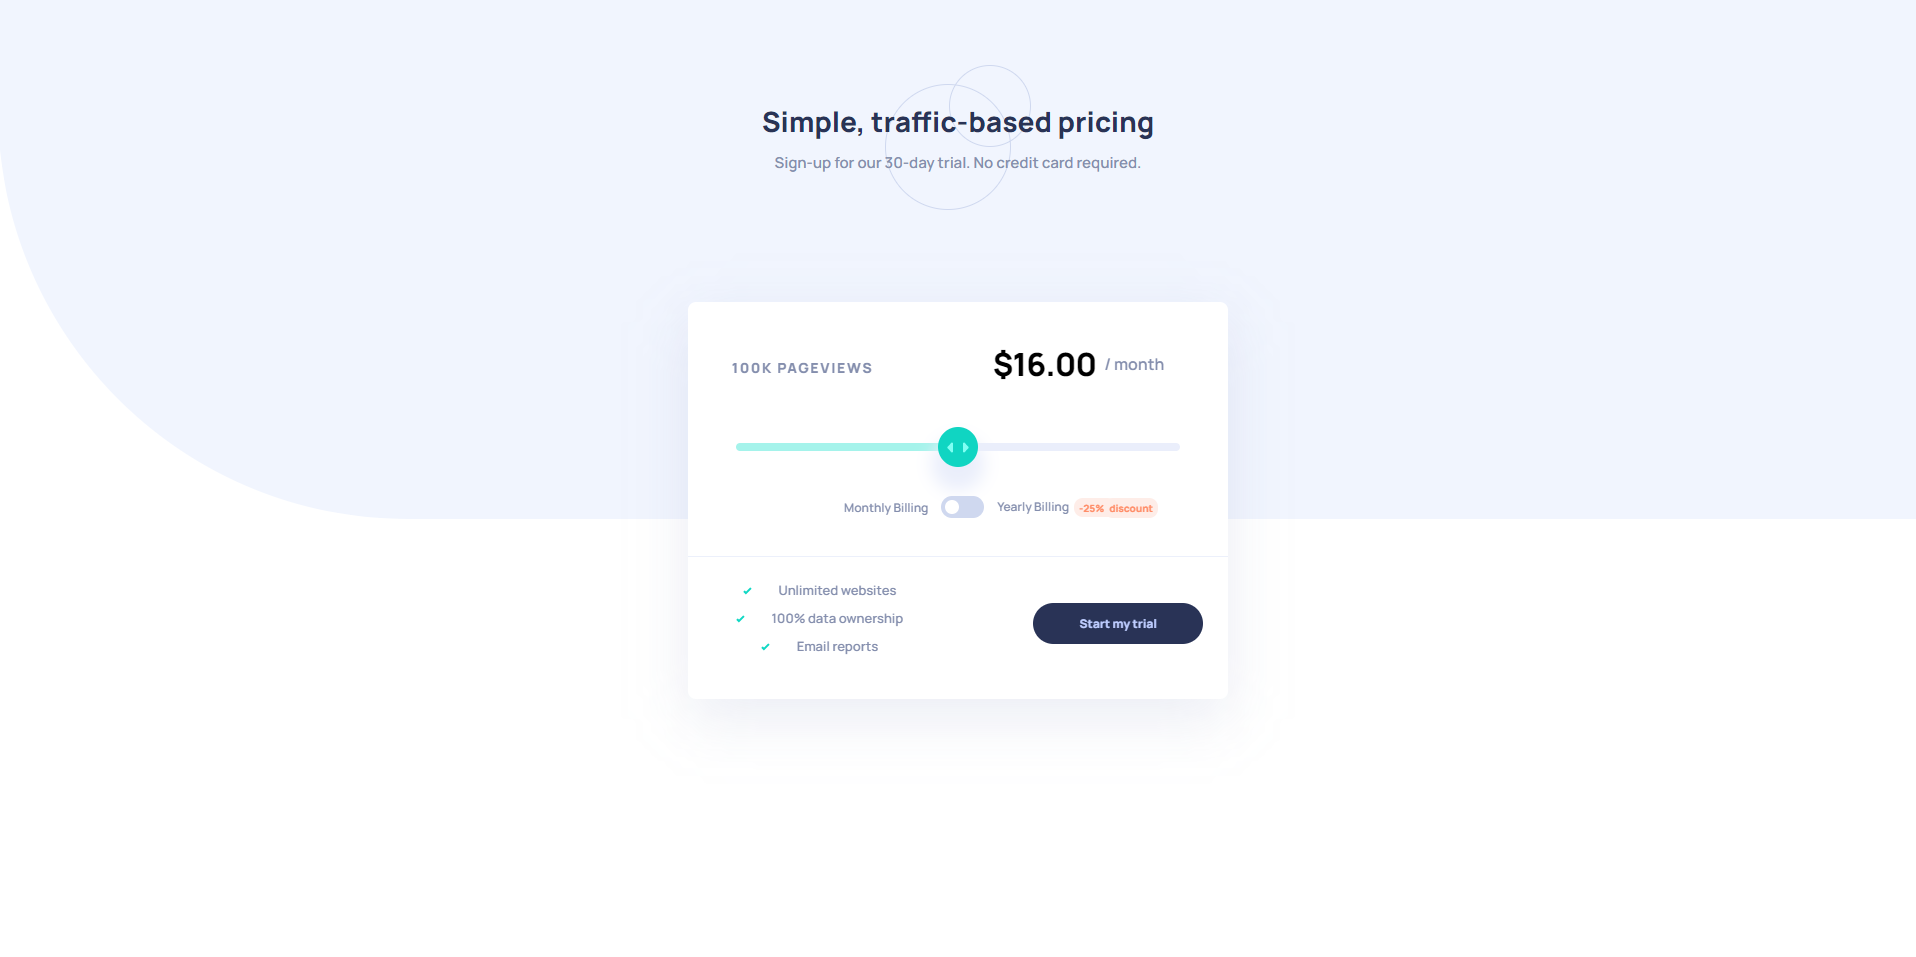 Simple, traffic-based pricing
Sign-up for our 30-day trial. No credit card required.
100K PAGEVIEWS
$16.00 / month
Monthly Billing
Yearly Billing -25% discount
Unlimited websites
100% data ownership
Email reports
Start my trial